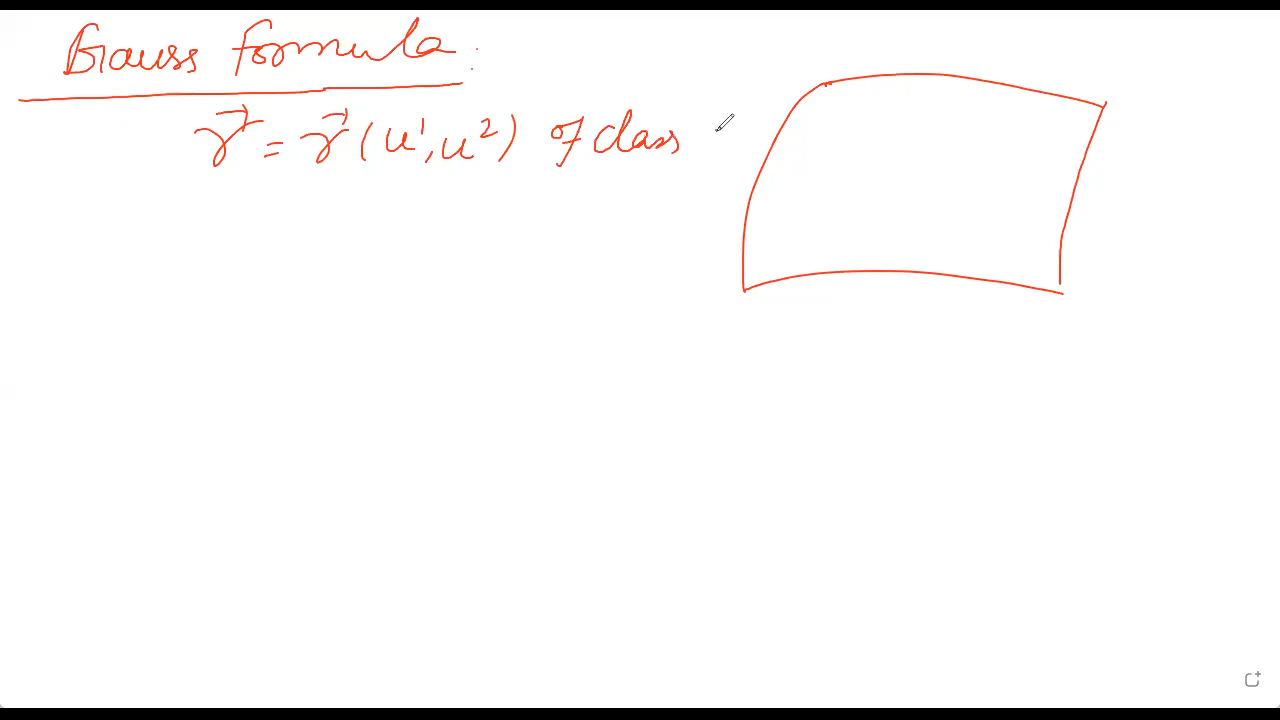 Gauss formula :
r⃗ = r⃗ (u¹, u²) of class